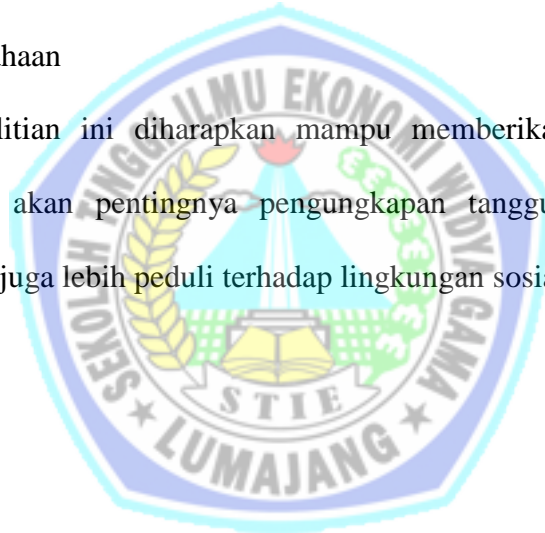 ahaan
SEKOLAH TINGGI ILMU EKONOMI WIDYA GAMA
litian ini diharapkan mampu memberika
akan pentingnya pengungkapan tanggu
juga lebih peduli terhadap lingkungan sosia
STIE
LUMAJANG